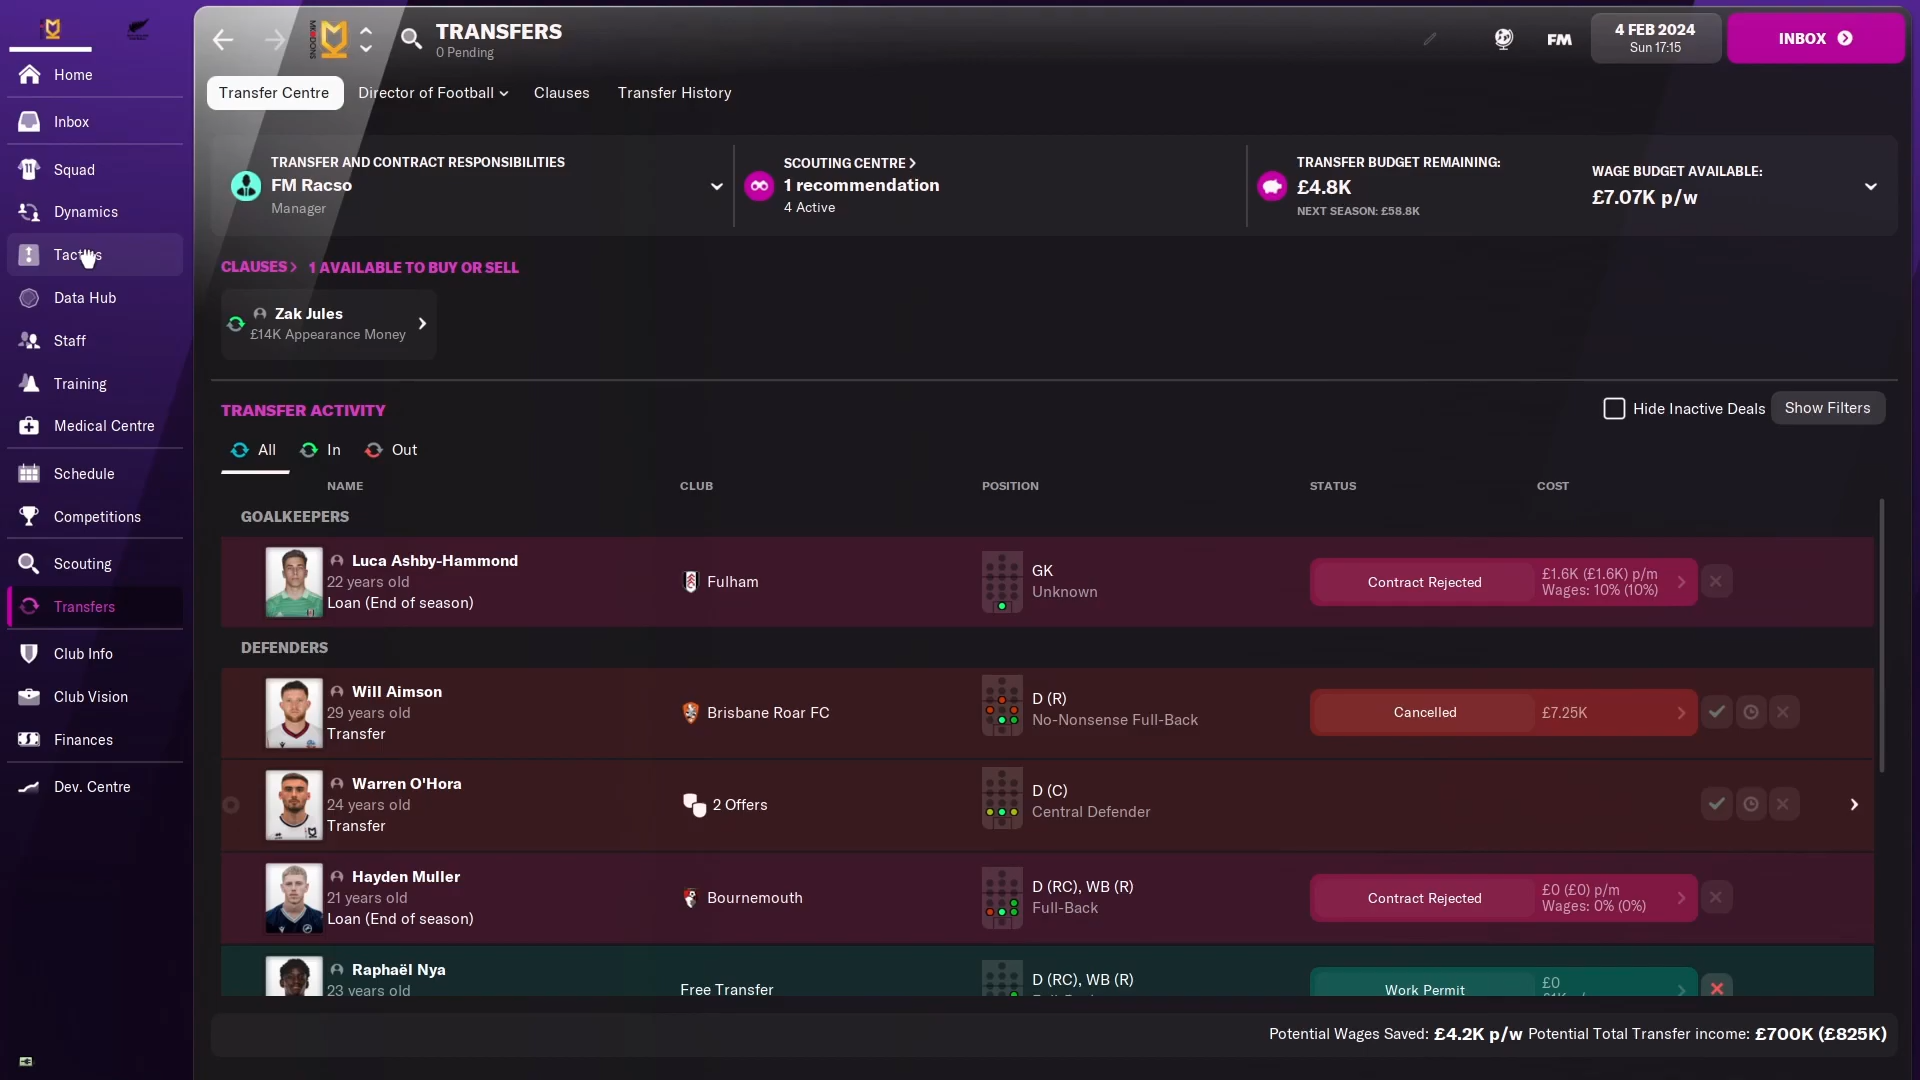 TRANSFERS
0 Pending
FM
4 FEB 2024
Sun 17:15
INBOX
Home
Inbox
Squad
Dynamics
Data Hub
Staff
Training
Medical Centre
Schedule
Competitions
Scouting
Transfers
Club Info
Club Vision
Finances
Dev. Centre
Transfer Centre
Director of Football
Clauses
Transfer History
TRANSFER AND CONTRACT RESPONSIBILITIES
FM Racso
Manager
SCOUTING CENTRE >
1 recommendation
4 Active
TRANSFER BUDGET REMAINING:
£4.8K
NEXT SEASON: £58.8K
WAGE BUDGET AVAILABLE:
£7.07K p/w
CLAUSES > 1 AVAILABLE TO BUY OR SELL
Zak Jules
£14K Appearance Money
TRANSFER ACTIVITY
Hide Inactive Deals
Show Filters
All In Out
NAME CLUB POSITION STATUS COST
GOALKEEPERS
Luca Ashby-Hammond
22 years old
Loan (End of season)
Fulham
GK
Unknown
Contract Rejected
£1.6K (£1.6K) p/m
Wages: 10% (10%)
DEFENDERS
Will Aimson
29 years old
Transfer
Brisbane Roar FC
D (R)
No-Nonsense Full-Back
Cancelled
£7.25K
Warren O'Hora
24 years old
Transfer
2 Offers
D (C)
Central Defender
Hayden Muller
21 years old
Loan (End of season)
Bournemouth
D (RC), WB (R)
Full-Back
Contract Rejected
£0 (£0) p/m
Wages: 0% (0%)
Raphaël Nya
23 years old
Free Transfer
D (RC), WB (R)
Work Permit
£0
Potential Wages Saved: £4.2K p/w Potential Total Transfer income: £700K (£825K)